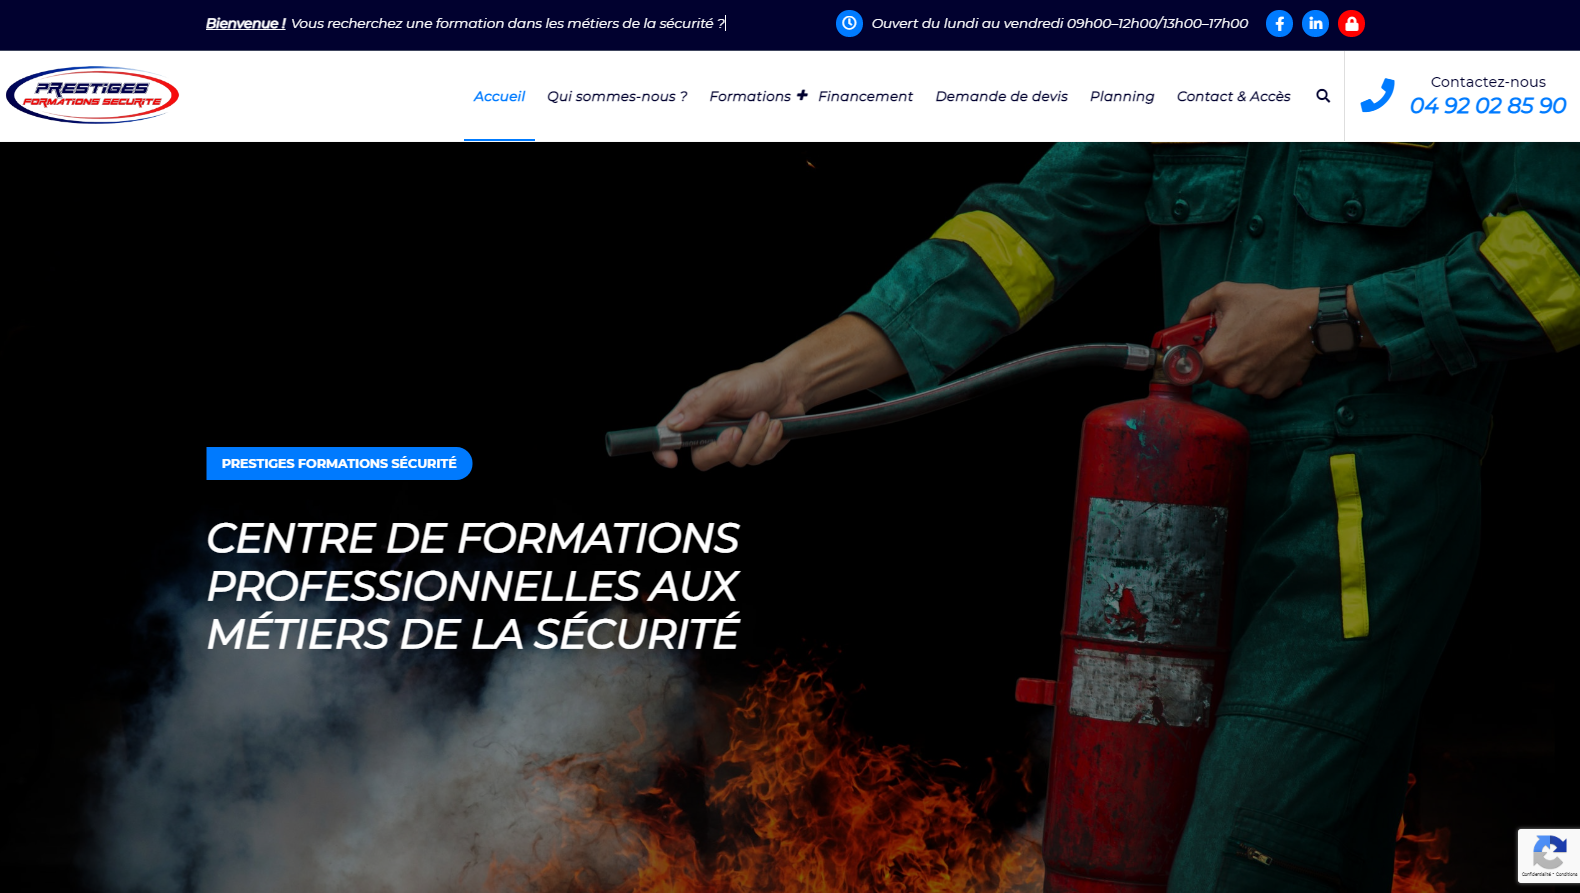 Bienvenue ! Vous recherchez une formation dans les métiers de la sécurité ?
Ouvert du lundi au vendredi 09h00–12h00/13h00–17h00
PRESTIGES
FORMATIONS SECURITE
Accueil Qui sommes-nous ? Formations + Financement Demande de devis Planning Contact & Accès
Contactez-nous
04 92 02 85 90
PRESTIGES FORMATIONS SÉCURITÉ
CENTRE DE FORMATIONS
PROFESSIONNELLES AUX
MÉTIERS DE LA SÉCURITÉ
Confidentialité - Conditions